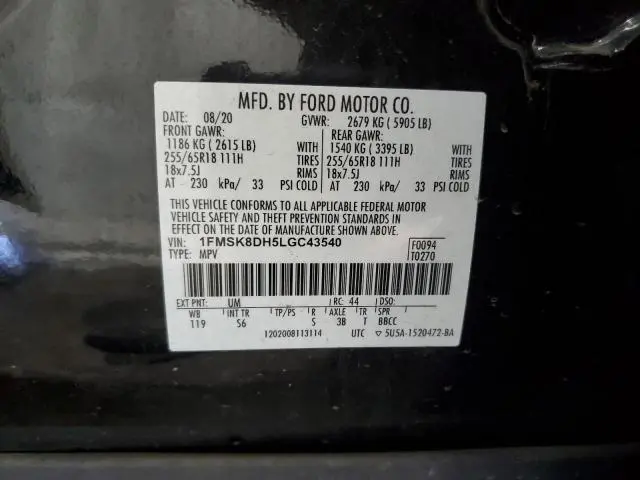 MFD. BY FORD MOTOR CO.
DATE: 08/20 GVWR: 2679 KG ( 5905 LB)
FRONT GAWR: REAR GAWR:
1186 KG ( 2615 LB) WITH 1540 KG ( 3395 LB) WITH
255/65R18 111H TIRES 255/65R18 111H TIRES
18x7.5J RIMS 18x7.5J RIMS
AT 230 kPa/ 33 PSI COLD AT 230 kPa/ 33 PSI COLD
THIS VEHICLE CONFORMS TO ALL APPLICABLE FEDERAL MOTOR
VEHICLE SAFETY AND THEFT PREVENTION STANDARDS IN
EFFECT ON THE DATE OF MANUFACTURE SHOWN ABOVE.
VIN: 1FMSK8DH5LGC43540 F0094
TYPE: MPV T0270
EXT PNT: UM RC: 44 DSO:
WB INT TR TP/PS R AXLE TR SPR
119 S6 S 3B T BBCC
1202008113114 UTC ▽ 5U5A-1520472-BA